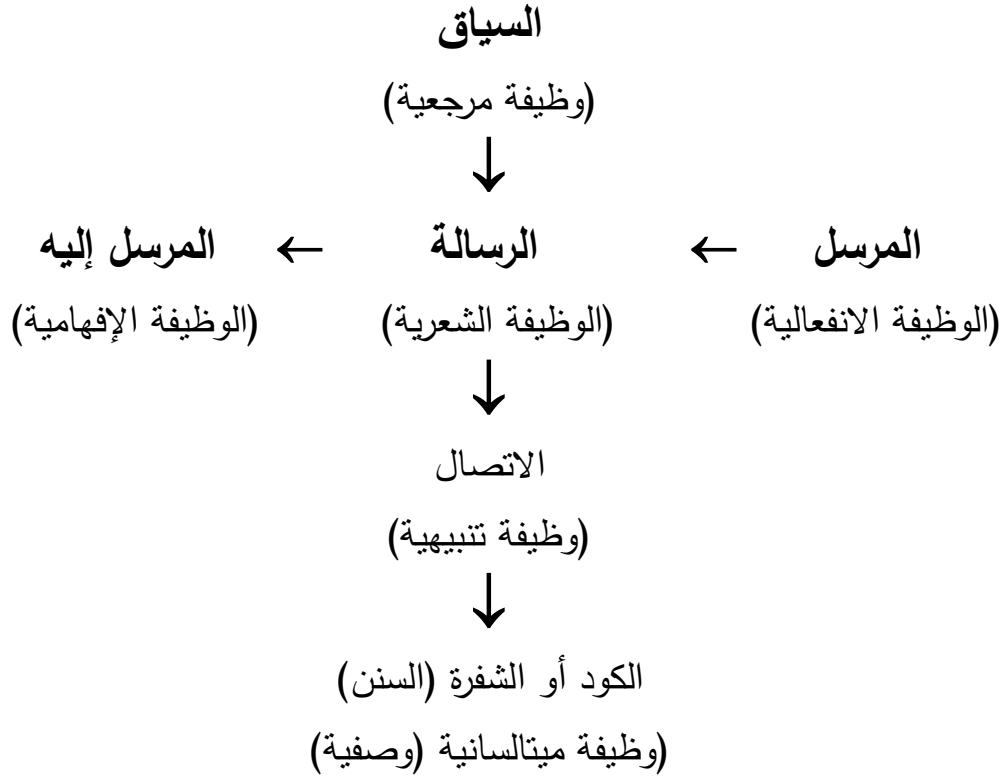 السياق
(وظيفة مرجعية)
↓
المرسل ← الرسالة ← المرسل إليه
(الوظيفة الانفعالية) (الوظيفة الشعرية) (الوظيفة الإفهامية)
↓
الاتصال
(وظيفة تنبيهية)
↓
الكود أو الشفرة (السنن)
(وظيفة ميتالسانية (وصفية)